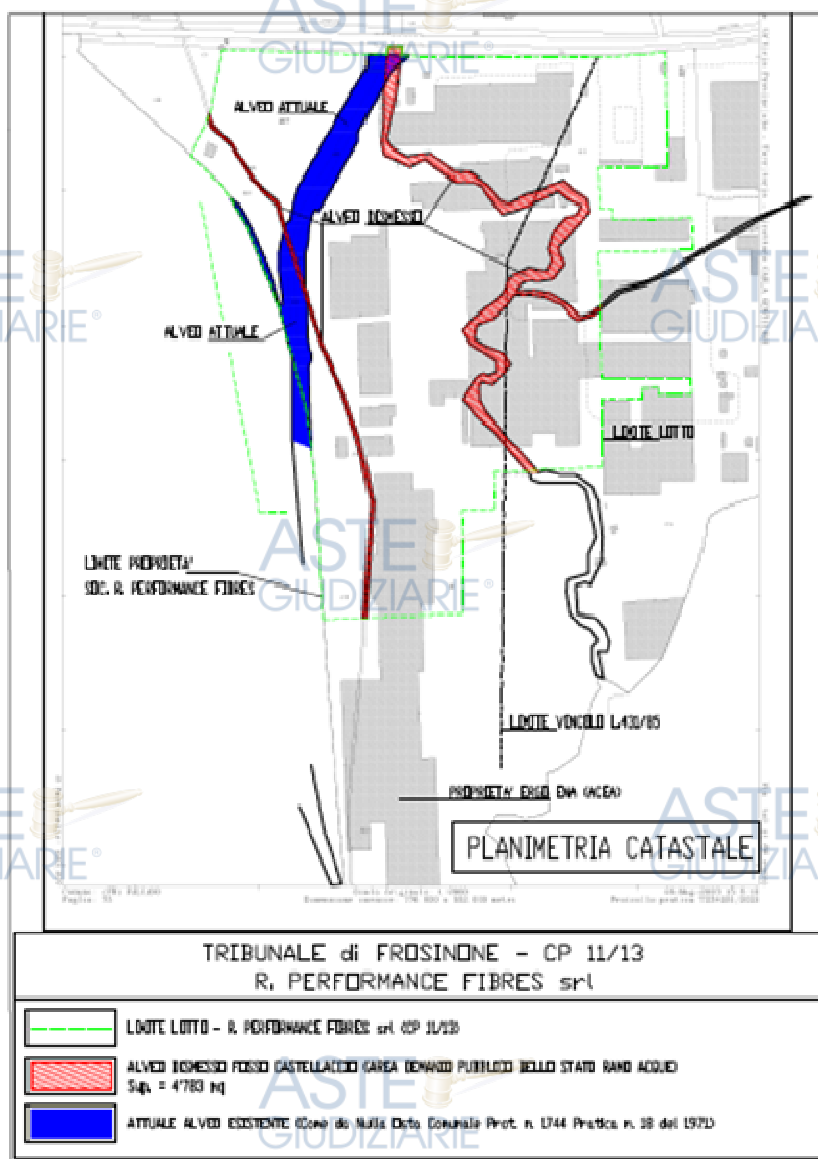 ASTE
GIUDIZIARIE®
ALVEO ATTUALE
ALVEO DISMESSO
ALVEO ATTUALE
LIMITE LOTTO
LIMITE PROPRIETA'
SOC. R. PERFORMANCE FIBRES
LIMITE VINCOLO L.431/85
PROPRIETA' ERGO ENA (ACEA)
PLANIMETRIA CATASTALE
TRIBUNALE di FROSINONE - CP 11/13
R. PERFORMANCE FIBRES srl
LIMITE LOTTO - R. PERFORMANCE FIBRES srl (CP 11/13)
ALVEO DISMESSO FOSSO CASTELLACCIO (AREA DEMANIO PUBBLICO DELLO STATO RAMO ACQUE)
Sup. = 4'783 mq
ATTUALE ALVEO ESISTENTE (Come da Nulla Osta Comunale Prot. n. 1744 Pratica n. 18 del 1971)